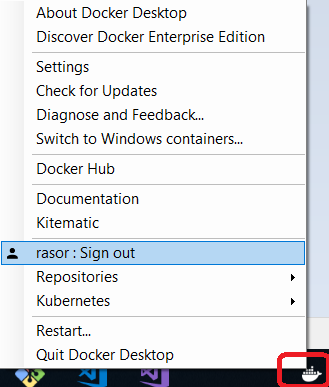 About Docker Desktop
Discover Docker Enterprise Edition
Settings
Check for Updates
Diagnose and Feedback...
Switch to Windows containers...
Docker Hub
Documentation
Kitematic
rasor : Sign out
Repositories
Kubernetes
Restart...
Quit Docker Desktop